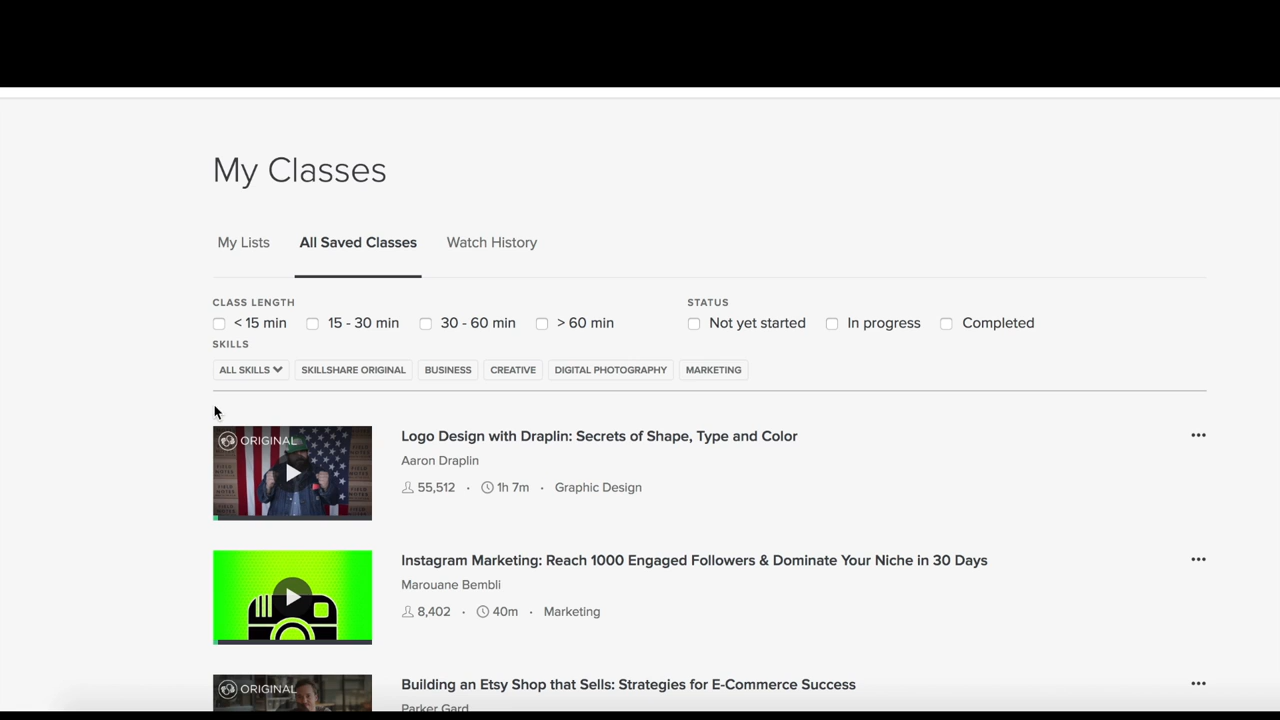 My Classes
My Lists All Saved Classes Watch History
CLASS LENGTH STATUS
< 15 min 15 - 30 min 30 - 60 min > 60 min Not yet started In progress Completed
SKILLS
ALL SKILLS SKILLSHARE ORIGINAL BUSINESS CREATIVE DIGITAL PHOTOGRAPHY MARKETING
ORIGINAL
Logo Design with Draplin: Secrets of Shape, Type and Color
Aaron Draplin
55,512 · 1h 7m · Graphic Design
Instagram Marketing: Reach 1000 Engaged Followers & Dominate Your Niche in 30 Days
Marouane Bembli
8,402 · 40m · Marketing
ORIGINAL
Building an Etsy Shop that Sells: Strategies for E-Commerce Success
Parker Gard